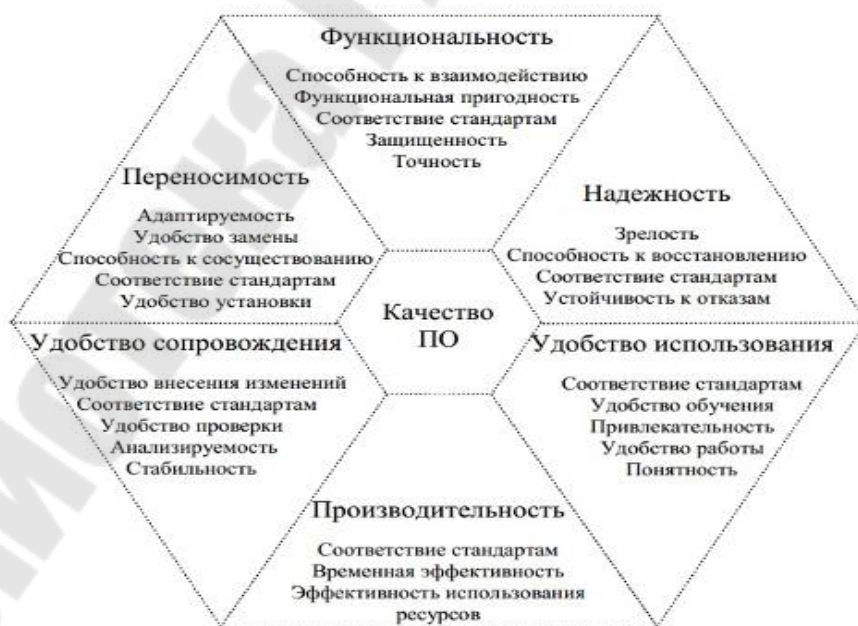 Функциональность
Способность к взаимодействию
Функциональная пригодность
Соответствие стандартам
Защищенность
Точность
Переносимость
Адаптируемость
Удобство замены
Способность к сосуществованию
Соответствие стандартам
Удобство установки
Надежность
Зрелость
Способность к восстановлению
Соответствие стандартам
Устойчивость к отказам
Качество
ПО
Удобство сопровождения
Удобство внесения изменений
Соответствие стандартам
Удобство проверки
Анализируемость
Стабильность
Удобство использования
Соответствие стандартам
Удобство обучения
Привлекательность
Удобство работы
Понятность
Производительность
Соответствие стандартам
Временная эффективность
Эффективность использования
ресурсов